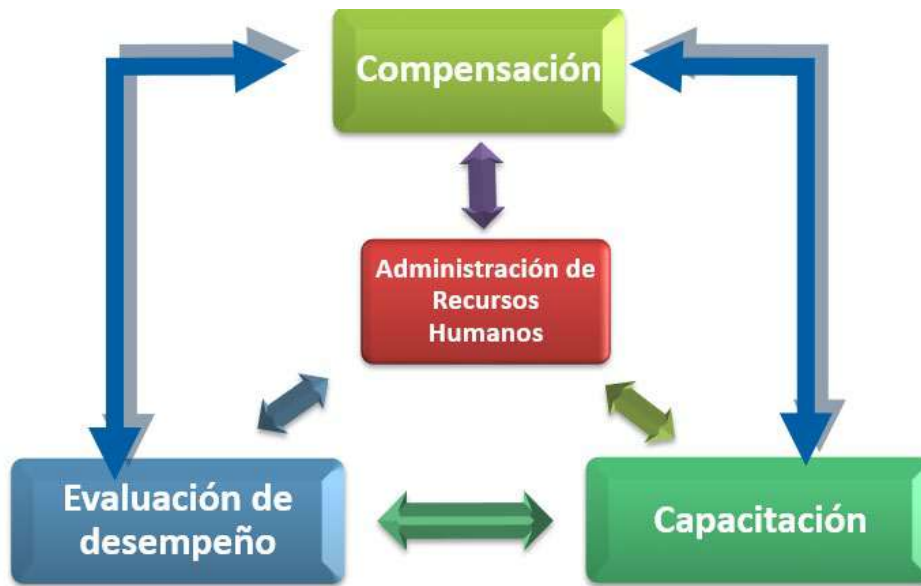 Compensación
Administración de
Recursos
Humanos
Evaluación de
desempeño
Capacitación